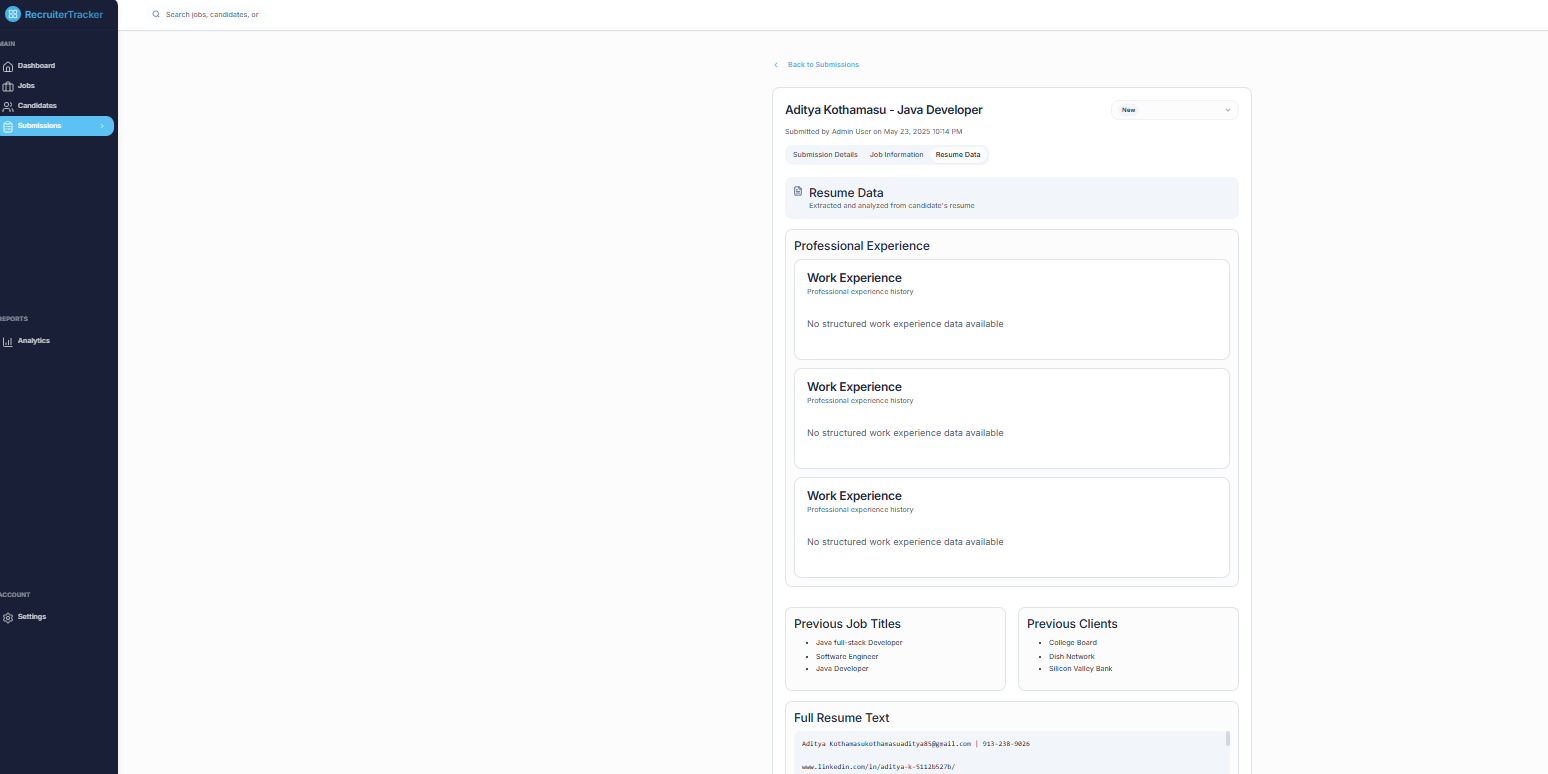 RecruiterTracker
Search jobs, candidates, or
MAIN
Dashboard
Jobs
Candidates
Submissions
REPORTS
Analytics
ACCOUNT
Settings
Back to Submissions
Aditya Kothamasu - Java Developer
New
Submitted by Admin User on May 23, 2025 10:14 PM
Submission Details Job Information Resume Data
Resume Data
Extracted and analyzed from candidate's resume
Professional Experience
Work Experience
Professional experience history
No structured work experience data available
Work Experience
Professional experience history
No structured work experience data available
Work Experience
Professional experience history
No structured work experience data available
Previous Job Titles
• Java full-stack Developer
• Software Engineer
• Java Developer
Previous Clients
• College Board
• Dish Network
• Silicon Valley Bank
Full Resume Text
Aditya Kothamasukothamasuaditya85@gmail.com | 913-238-9026
www.linkedin.com/in/aditya-k-5112b527b/